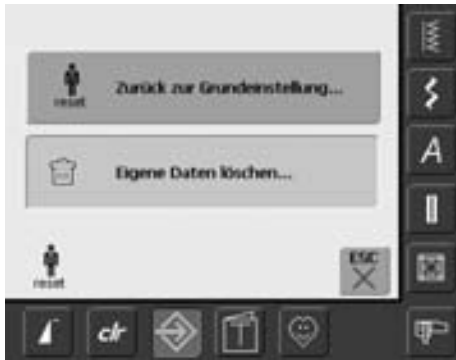 Zurück zur Grundeinstellung...
reset
Eigene Daten löschen...
reset
ESC
A
clr